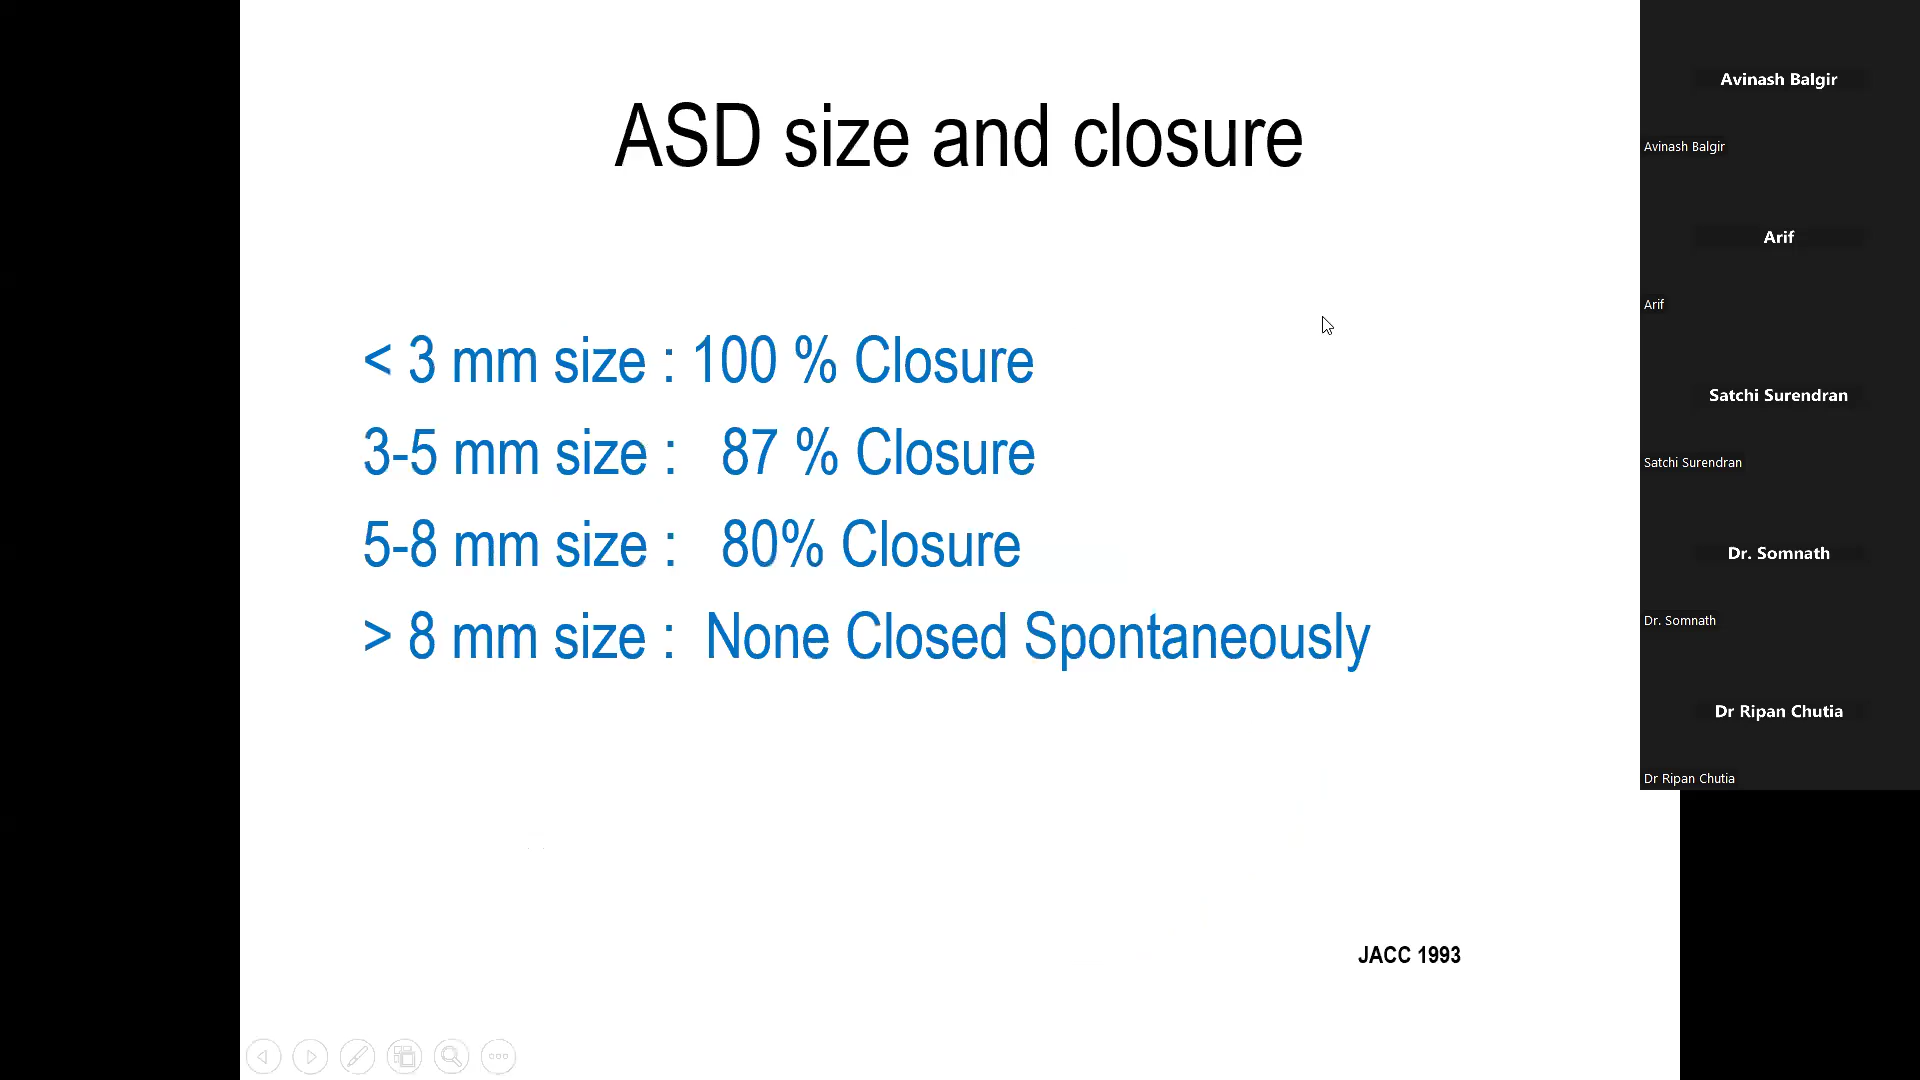 ASD size and closure
< 3 mm size : 100 % Closure
3-5 mm size : 87 % Closure
5-8 mm size : 80% Closure
> 8 mm size : None Closed Spontaneously
JACC 1993
Avinash Balgir
Avinash Balgir
Arif
Arif
Satchi Surendran
Satchi Surendran
Dr. Somnath
Dr. Somnath
Dr Ripan Chutia
Dr Ripan Chutia